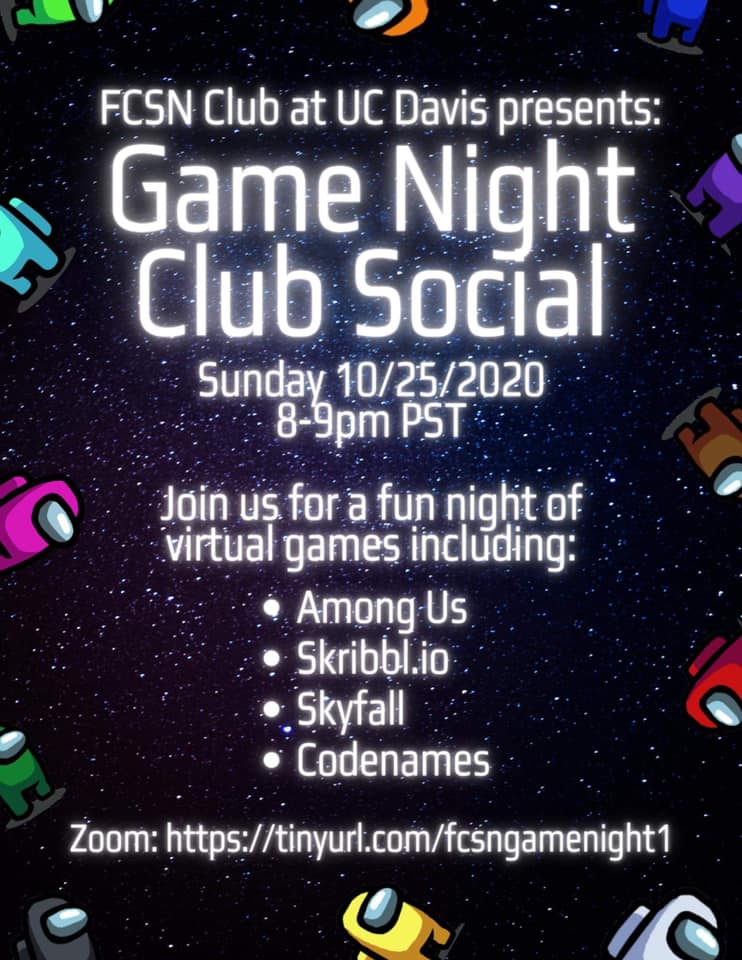 FCSN Club at UC Davis presents:
Game Night
Club Social
Sunday 10/25/2020
8-9pm PST
Join us for a fun night of
virtual games including:
• Among Us
• Skribbl.io
• Skyfall
• Codenames
Zoom: https://tinyurl.com/fcsngamenight1